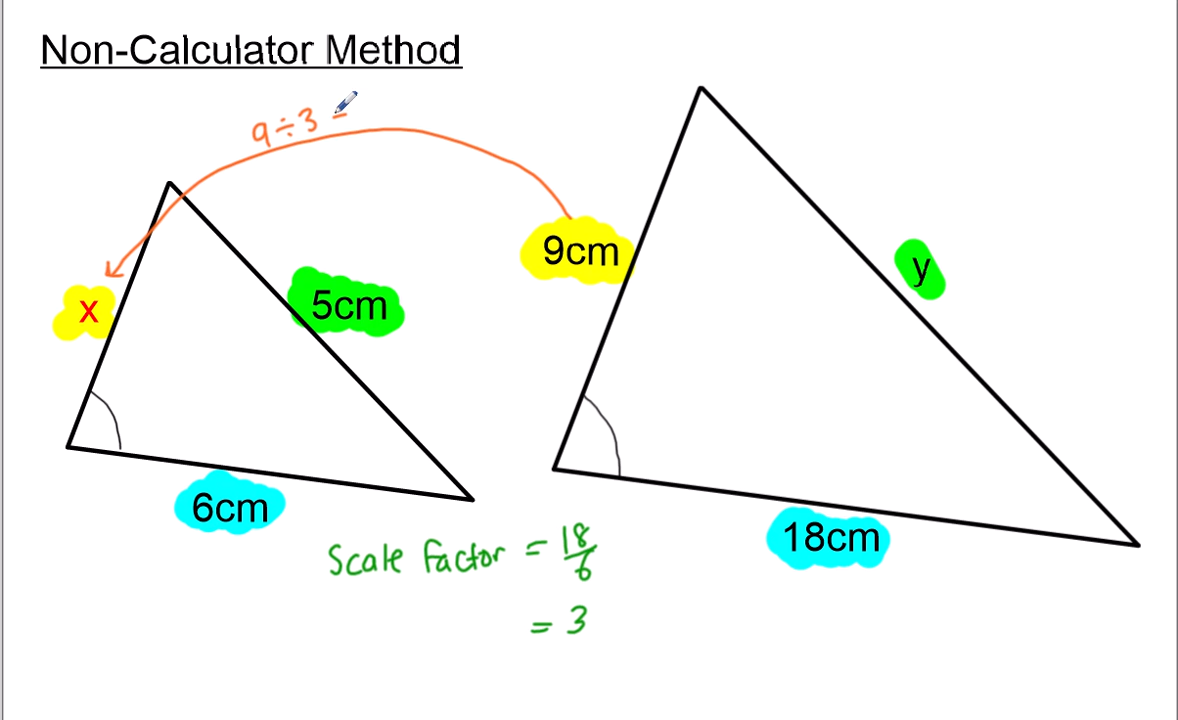 Non-Calculator Method
9÷3 =
9cm
y
x
5cm
6cm
18cm
Scale Factor = 18/6
= 3